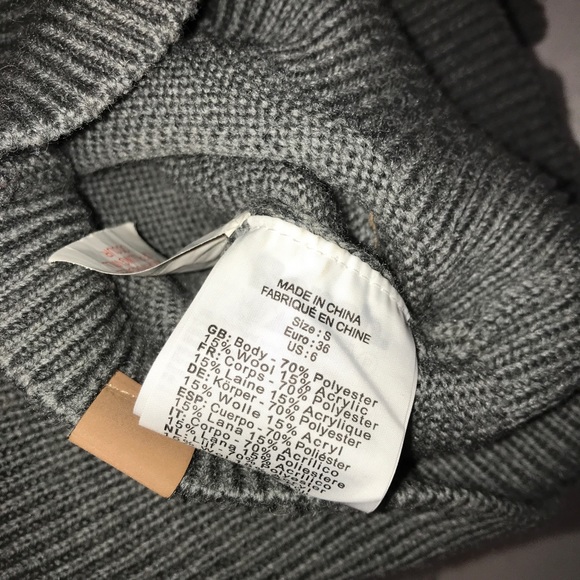 MADE IN CHINA
FABRIQUÉ EN CHINE
Size : S
Euro : 36
US : 6
GB: Body - 70% Polyester
15% Wool 15% Acrylic
FR: Corps - 70% Polyester
15% Laine 15% Acrylique
DE: Körper - 70% Polyester
15% Wolle 15% Acryl
ESP: Cuerpo - 70% Poliéster
15% Lana 15% Acrílico
IT: Corpo - 70% Poliestere
15% Lana 15% Acrilico